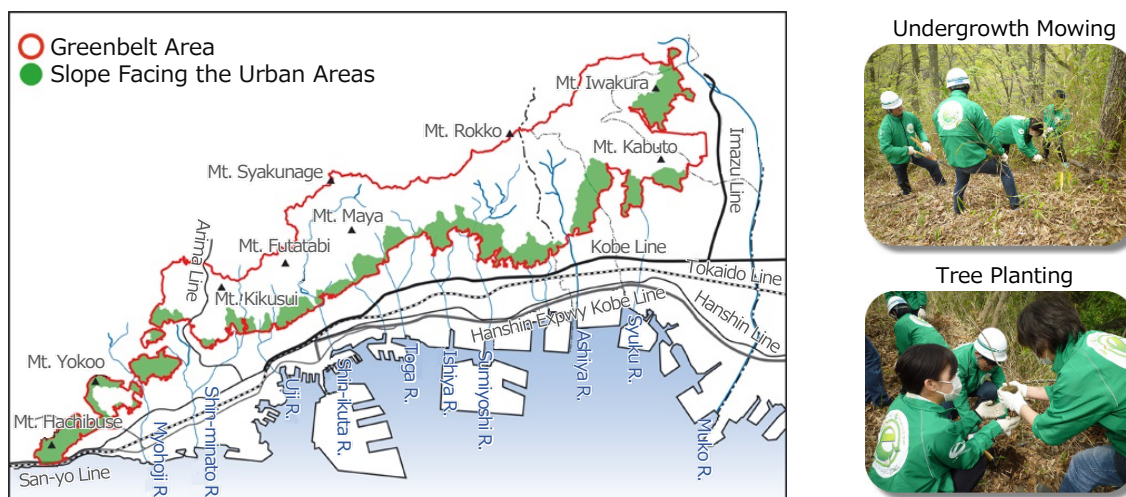 Greenbelt Area
Slope Facing the Urban Areas
Mt. Iwakura
Mt. Rokko
Mt. Kabuto
Imazu Line
Mt. Syakunage
Mt. Maya
Arima Line
Mt. Futatabi
Kobe Line
Tokaido Line
Mt. Kikusui
Hanshin Expwy Kobe Line
Hanshin Line
Mt. Yokoo
Mt. Hachibuse
San-yo Line
Myohoji R.
Shin-minato R.
Uji R.
Shin-ikuta R.
Toga R.
Ishiya R.
Sumiyoshi R.
Ashiya R.
Syuku R.
Muko R.
Undergrowth Mowing
Tree Planting